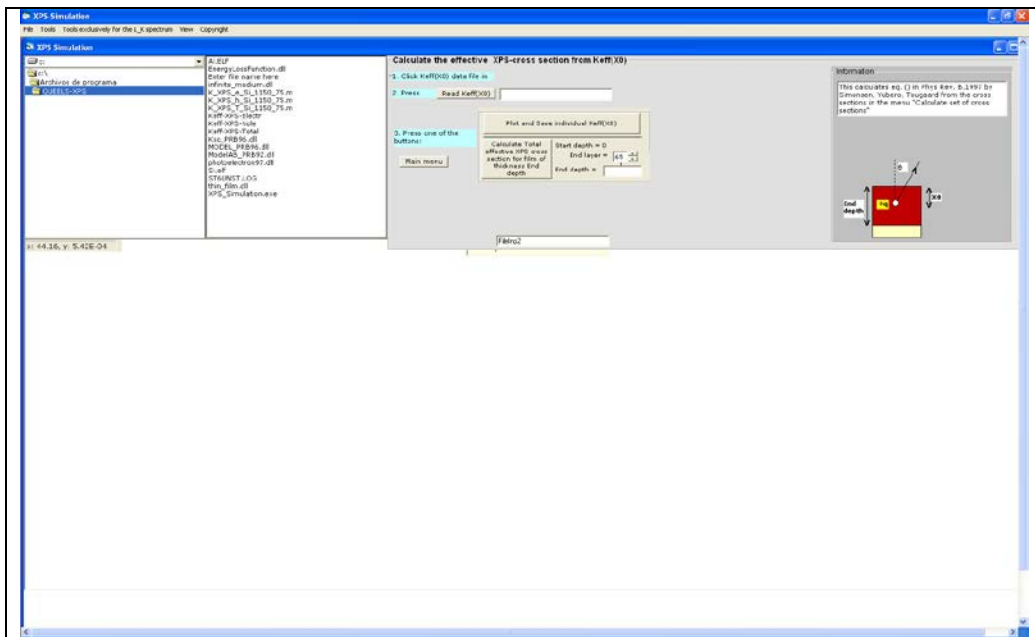 XPS Simulation
File Tools Tools exclusively for the L_K spectrum View Copyright
XPS Simulation
c:
c:\
Archivos de programa
QUEELS-XPS
Al.ELF
EnergyLossFunction.dll
Enter file name here
infinite_medium.dll
K_XPS_e_Si_1150_75.m
K_XPS_h_Si_1150_75.m
K_XPS_T_Si_1150_75.m
Keff-XPS-Electr
Keff-XPS-hole
Keff-XPS-Total
Ksc_PRB96.dll
MODEL_PRB96.dll
ModelAB_PRB92.dll
photoelectron97.dll
Si.elf
ST6UNST.LOG
thin_film.dll
XPS_Simulation.exe
Calculate the effective XPS-cross section from Keff(X0)
1. Click Keff(X0) data file in
2 Press Read Keff(X0)
3. Press one of the buttons:
Main menu
Plot and Save individual Keff(X0)
Calculate Total
effective XPS cross
section for film of
thickness End
depth
Start depth = 0
End layer = 65
End depth =
FileInp2
Information
This calculates eq. () in Phys Rev. B,1997 by
Simonsen, Yubero, Tougaard from the cross
sections in the menu "Calculate set of cross
sections"
θ
End
depth
X0
x: 44.16, y: 5.42E-04